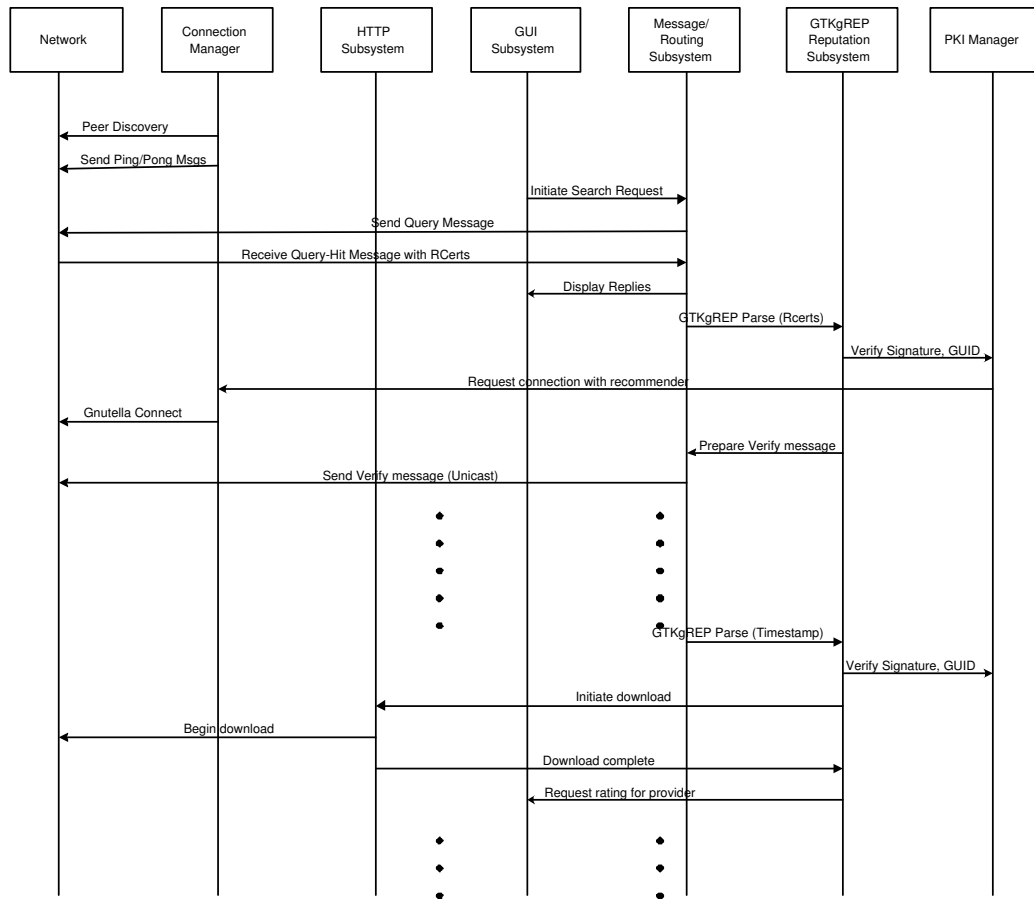 Network
Connection
Manager
HTTP
Subsystem
GUI
Subsystem
Message/
Routing
Subsystem
GTKgREP
Reputation
Subsystem
PKI Manager
Peer Discovery
Send Ping/Pong Msgs
Initiate Search Request
Send Query Message
Receive Query-Hit Message with RCerts
Display Replies
GTKgREP Parse (Rcerts)
Verify Signature, GUID
Request connection with recommender
Gnutella Connect
Prepare Verify message
Send Verify message (Unicast)
GTKgREP Parse (Timestamp)
Verify Signature, GUID
Initiate download
Begin download
Download complete
Request rating for provider